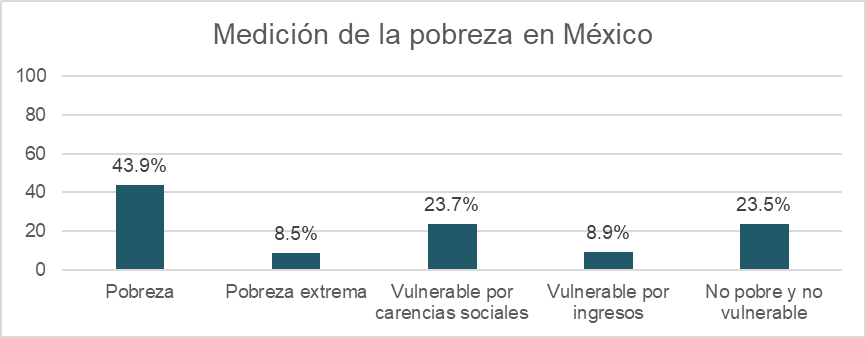 Medición de la pobreza en México
100
80
60
40
20
0
43.9%
8.5%
23.7%
8.9%
23.5%
Pobreza
Pobreza extrema
Vulnerable por
carencias sociales
Vulnerable por
ingresos
No pobre y no
vulnerable